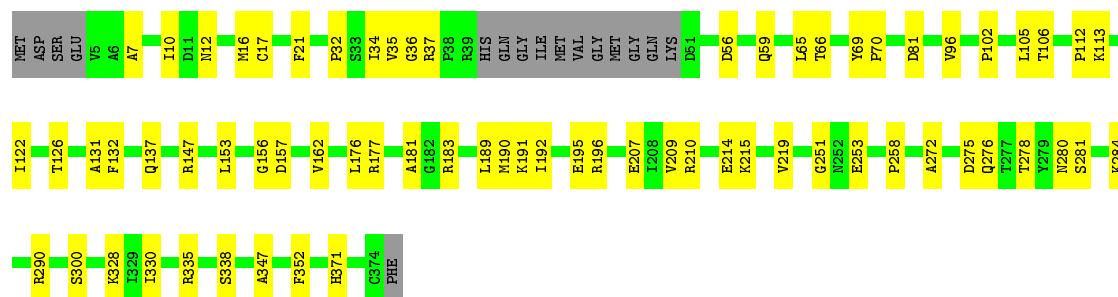 MET ASP SER GLU V5 A6 A7 I10 D11 N12 M16 C17 F21 P32 S33 I34 V35 G36 R37 P38 R39 HIS GLN GLY ILE MET VAL GLY MET GLY GLN LYS D51 D56 Q59 L65 T66 Y69 P70 D81 V96 P102 L105 T106 P112 K113
I122 T126 A131 F132 Q137 R147 L153 G156 D157 V162 L176 R177 A181 G182 R183 L189 M190 K191 I192 E195 R196 E207 I208 V209 R210 E214 K215 V219 G251 N252 E253 P258 A272 D275 Q276 T277 T278 Y279 N280 S281 K284
R290 S300 K328 I329 I330 R335 S338 A347 F352 H371 C374 PHE